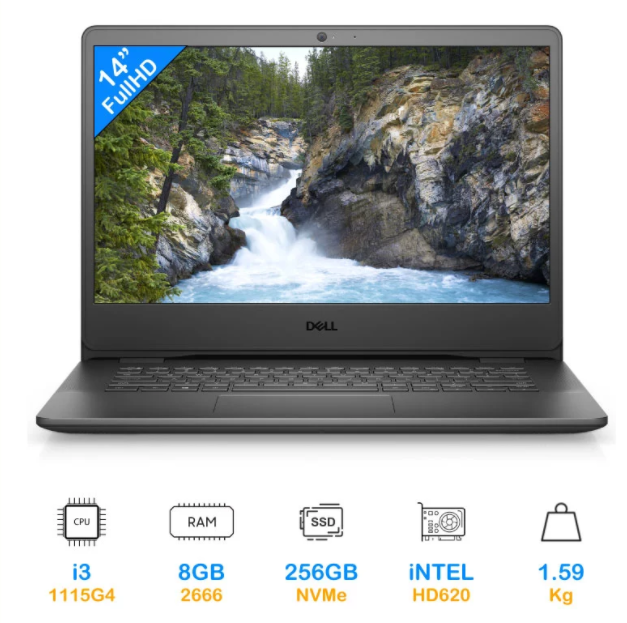 14”
FullHD
DELL
CPU
RAM
SSD
i3
8GB
256GB
iNTEL
1.59
1115G4
2666
NVMe
HD620
Kg